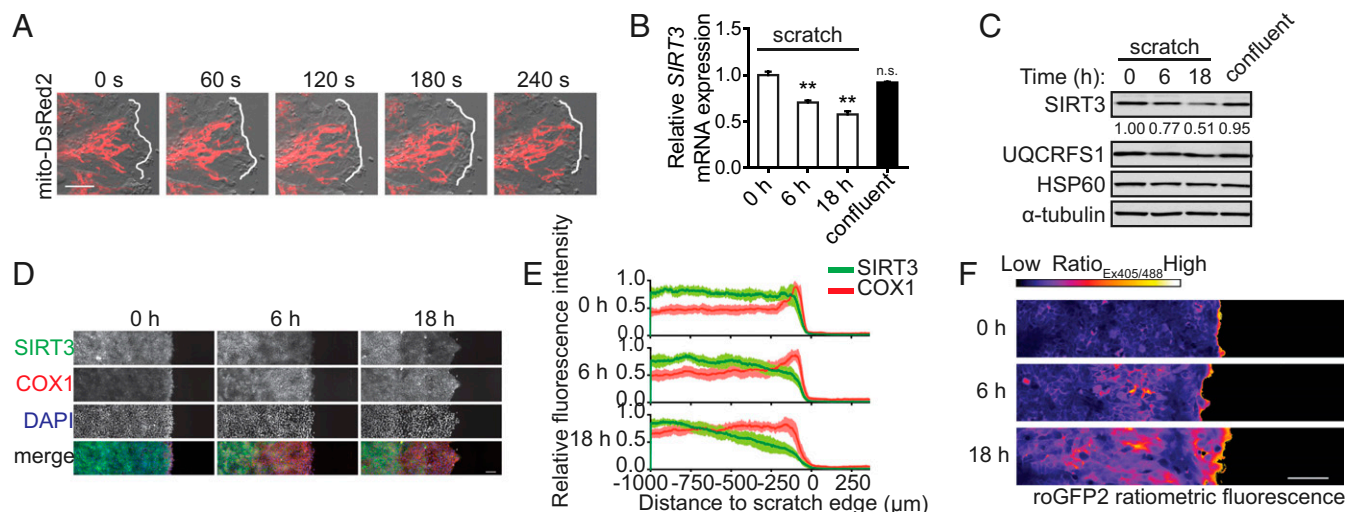 A
0 s 60 s 120 s 180 s 240 s
mito-DsRed2
B
scratch
Relative SIRT3
mRNA expression
1.5
1.0
0.5
0.0
**
**
n.s.
0 h
6 h
18 h
confluent
C
scratch
confluent
Time (h): 0 6 18
SIRT3
1.00 0.77 0.51 0.95
UQCRFS1
HSP60
α-tubulin
D
0 h 6 h 18 h
SIRT3
COX1
DAPI
merge
E
Relative fluorescence intensity
SIRT3
COX1
1.0
0.5
0.0
0 h
1.0
0.5
0.0
6 h
1.0
0.5
0.0
18 h
-1000 -750 -500 -250 0 250
Distance to scratch edge (μm)
F
Low Ratio Ex405/488 High
0 h
6 h
18 h
roGFP2 ratiometric fluorescence